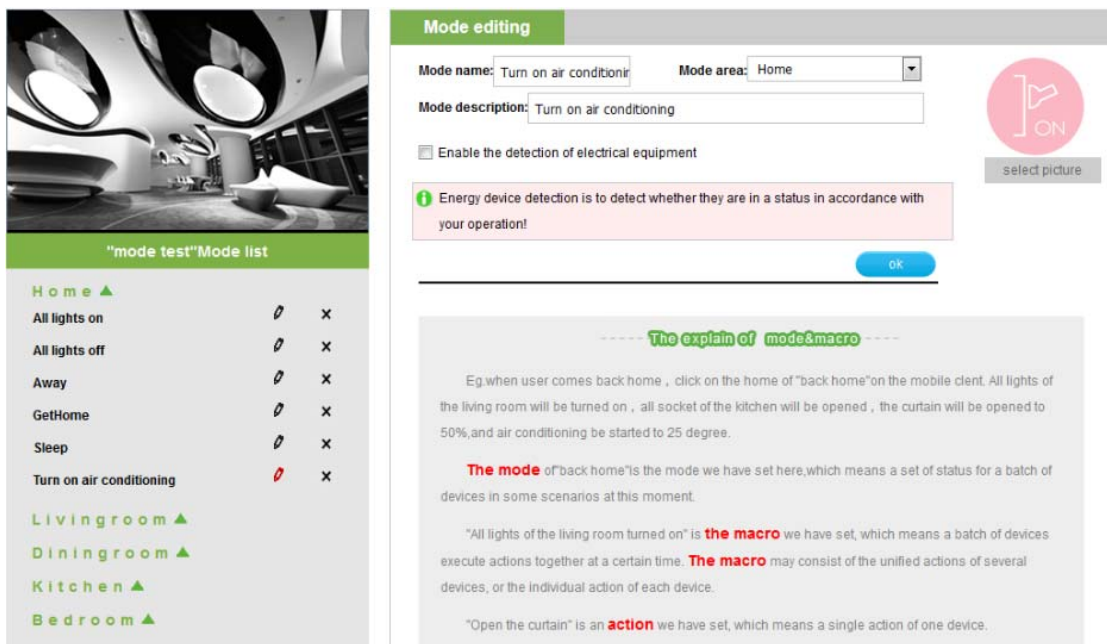 "mode test"Mode list
Home
All lights on
All lights off
Away
GetHome
Sleep
Turn on air conditioning
Livingroom
Diningroom
Kitchen
Bedroom
Mode editing
Mode name: Turn on air conditionir
Mode area: Home
Mode description: Turn on air conditioning
ON
select picture
Enable the detection of electrical equipment
Energy device detection is to detect whether they are in a status in accordance with
your operation!
ok
-----The explain of mode&macro----
Eg.when user comes back home , click on the home of "back home"on the mobile clent. All lights of
the living room will be turned on , all socket of the kitchen will be opened , the curtain will be opened to
50%,and air conditioning be started to 25 degree.
The mode of"back home"is the mode we have set here,which means a set of status for a batch of
devices in some scenarios at this moment.
"All lights of the living room turned on" is the macro we have set, which means a batch of devices
execute actions together at a certain time. The macro may consist of the unified actions of several
devices, or the individual action of each device.
"Open the curtain" is an action we have set, which means a single action of one device.